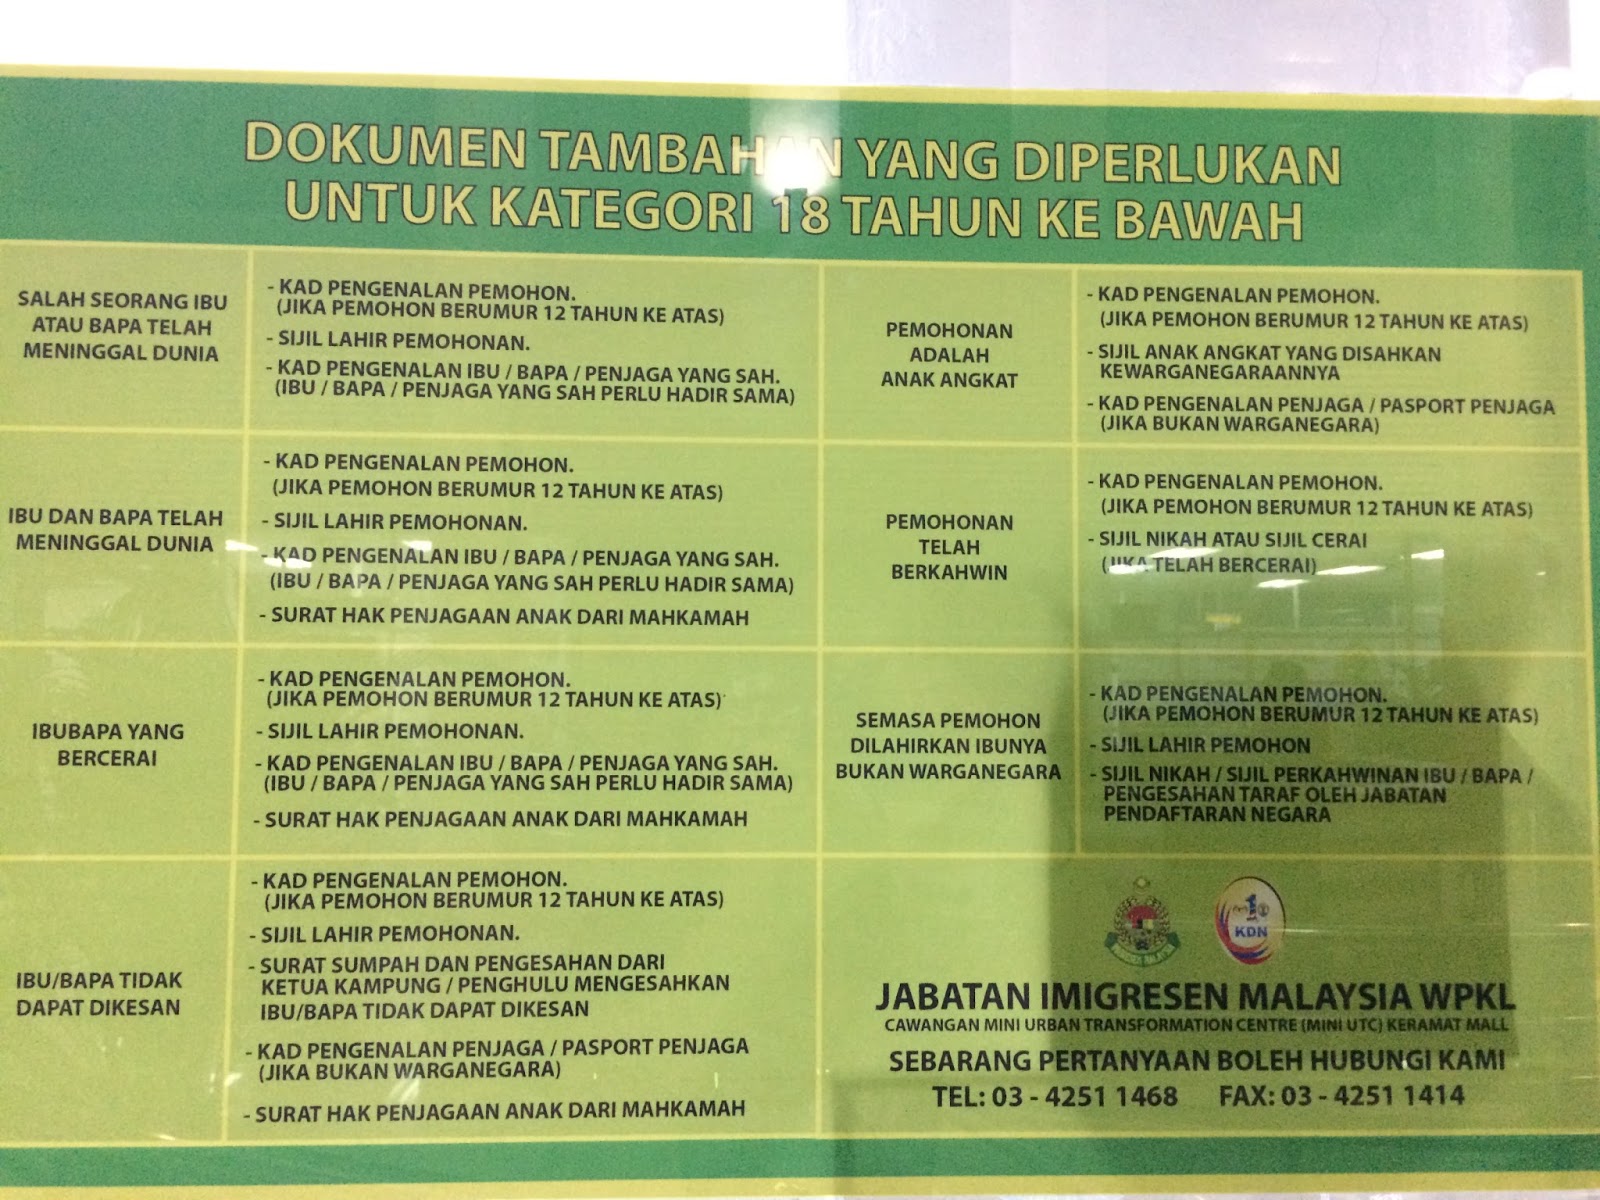 DOKUMEN TAMBAHAN YANG DIPERLUKAN
UNTUK KATEGORI 18 TAHUN KE BAWAH
SALAH SEORANG IBU
ATAU BAPA TELAH
MENINGGAL DUNIA
- KAD PENGENALAN PEMOHON.
(JIKA PEMOHON BERUMUR 12 TAHUN KE ATAS)
- SIJIL LAHIR PEMOHONAN.
- KAD PENGENALAN IBU / BAPA / PENJAGA YANG SAH.
(IBU / BAPA / PENJAGA YANG SAH PERLU HADIR SAMA)
IBU DAN BAPA TELAH
MENINGGAL DUNIA
- KAD PENGENALAN PEMOHON.
(JIKA PEMOHON BERUMUR 12 TAHUN KE ATAS)
- SIJIL LAHIR PEMOHONAN.
- KAD PENGENALAN IBU / BAPA / PENJAGA YANG SAH.
(IBU / BAPA / PENJAGA YANG SAH PERLU HADIR SAMA)
- SURAT HAK PENJAGAAN ANAK DARI MAHKAMAH
IBUBAPA YANG
BERCERAI
- KAD PENGENALAN PEMOHON.
(JIKA PEMOHON BERUMUR 12 TAHUN KE ATAS)
- SIJIL LAHIR PEMOHONAN.
- KAD PENGENALAN IBU / BAPA / PENJAGA YANG SAH.
(IBU / BAPA / PENJAGA YANG SAH PERLU HADIR SAMA)
- SURAT HAK PENJAGAAN ANAK DARI MAHKAMAH
IBU/BAPA TIDAK
DAPAT DIKESAN
- KAD PENGENALAN PEMOHON.
(JIKA PEMOHON BERUMUR 12 TAHUN KE ATAS)
- SIJIL LAHIR PEMOHONAN.
- SURAT SUMPAH DAN PENGESAHAN DARI
KETUA KAMPUNG / PENGHULU MENGESAHKAN
IBU/BAPA TIDAK DAPAT DIKESAN
- KAD PENGENALAN PENJAGA / PASPORT PENJAGA
(JIKA BUKAN WARGANEGARA)
- SURAT HAK PENJAGAAN ANAK DARI MAHKAMAH
PEMOHONAN
ADALAH
ANAK ANGKAT
- KAD PENGENALAN PEMOHON.
(JIKA PEMOHON BERUMUR 12 TAHUN KE ATAS)
- SIJIL ANAK ANGKAT YANG DISAHKAN
KEWARGANEGARAANNYA
- KAD PENGENALAN PENJAGA / PASPORT PENJAGA
(JIKA BUKAN WARGANEGARA)
PEMOHONAN
TELAH
BERKAHWIN
- KAD PENGENALAN PEMOHON.
(JIKA PEMOHON BERUMUR 12 TAHUN KE ATAS)
- SIJIL NIKAH ATAU SIJIL CERAI
(JIKA TELAH BERCERAI)
SEMASA PEMOHON
DILAHIRKAN IBUNYA
BUKAN WARGANEGARA
- KAD PENGENALAN PEMOHON.
(JIKA PEMOHON BERUMUR 12 TAHUN KE ATAS)
- SIJIL LAHIR PEMOHON
- SIJIL NIKAH / SIJIL PERKAHWINAN IBU / BAPA /
PENGESAHAN TARAF OLEH JABATAN
PENDAFTARAN NEGARA
1
KDN
JABATAN IMIGRESEN MALAYSIA WPKL
CAWANGAN MINI URBAN TRANSFORMATION CENTRE (MINI UTC) KERAMAT MALL
SEBARANG PERTANYAAN BOLEH HUBUNGI KAMI
TEL: 03 - 4251 1468 FAX: 03 - 4251 1414